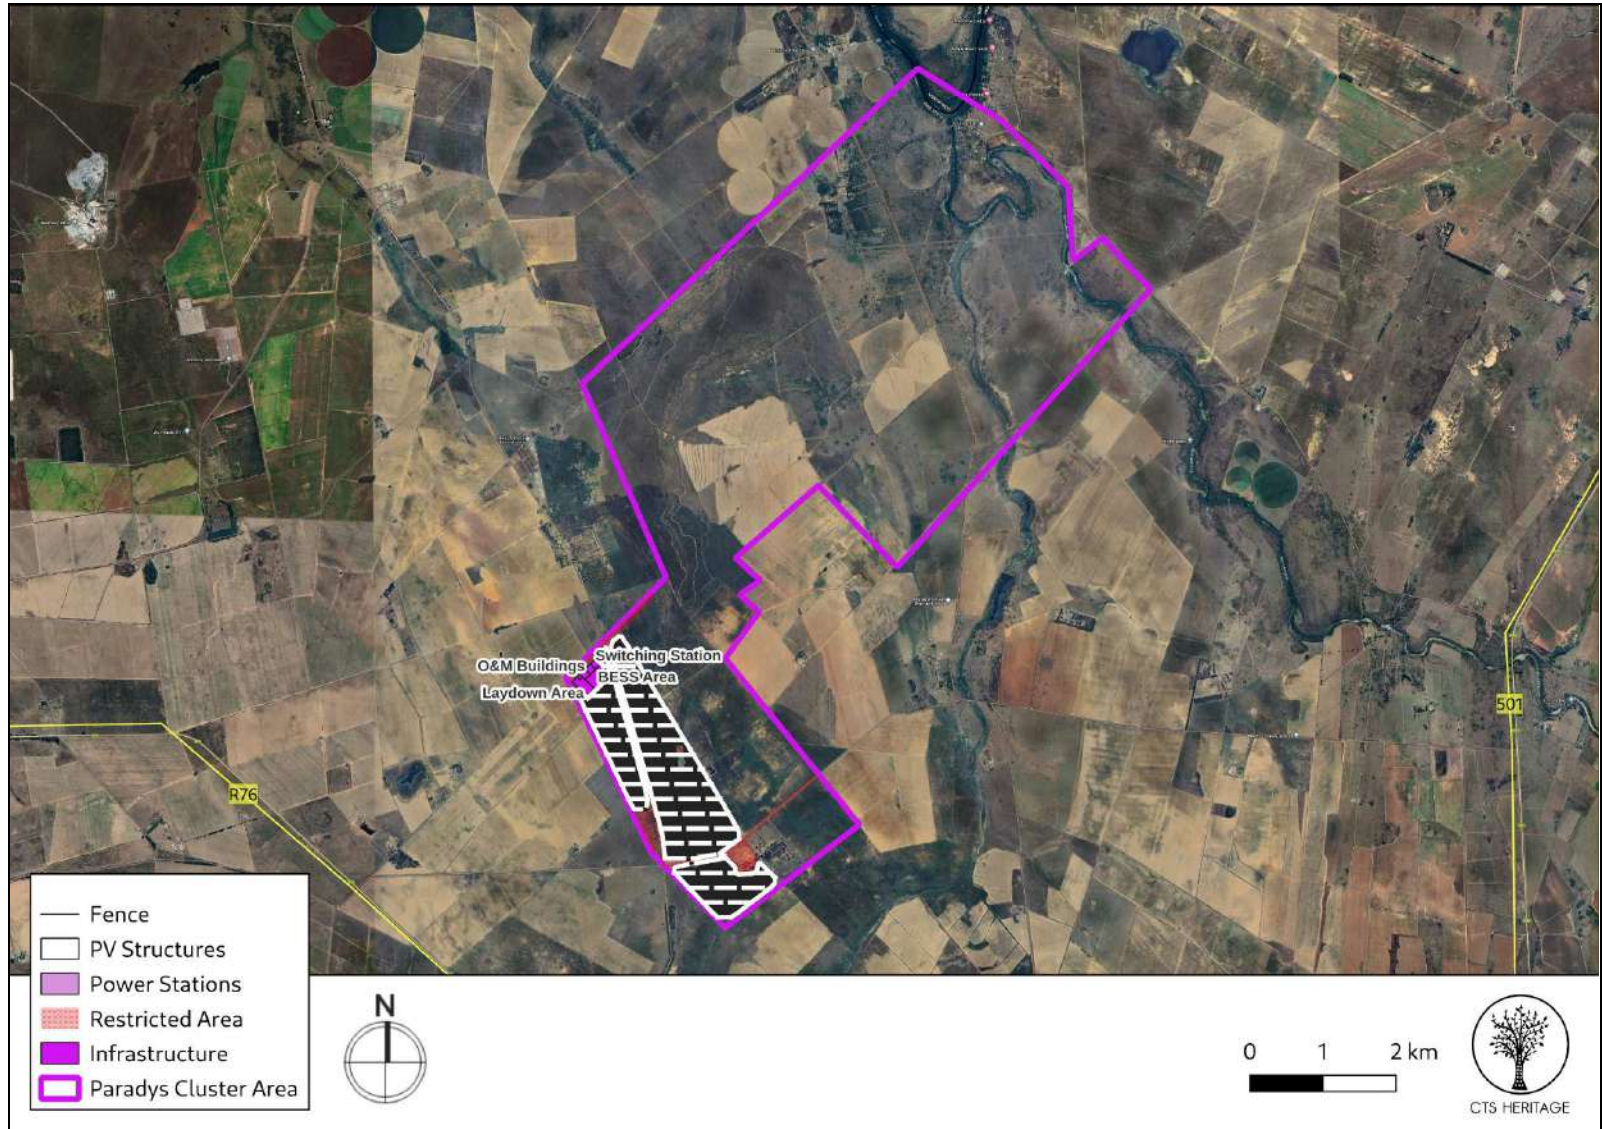 Switching Station
O&M Buildings
BESS Area
Laydown Area
501
R76
Fence
PV Structures
Power Stations
Restricted Area
Infrastructure
Paradys Cluster Area
N
0 1 2 km
CTS HERITAGE